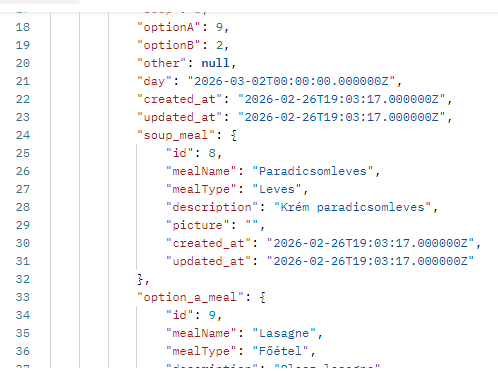 18 "optionA": 9,
19 "optionB": 2,
20 "other": null,
21 "day": "2026-03-02T00:00:00.000000Z",
22 "created_at": "2026-02-26T19:03:17.000000Z",
23 "updated_at": "2026-02-26T19:03:17.000000Z",
24 "soup_meal": {
25 "id": 8,
26 "mealName": "Paradicsomleves",
27 "mealType": "Leves",
28 "description": "Krém paradicsomleves",
29 "picture": "",
30 "created_at": "2026-02-26T19:03:17.000000Z",
31 "updated_at": "2026-02-26T19:03:17.000000Z"
32 },
33 "option_a_meal": {
34 "id": 9,
35 "mealName": "Lasagne",
36 "mealType": "Főétel",